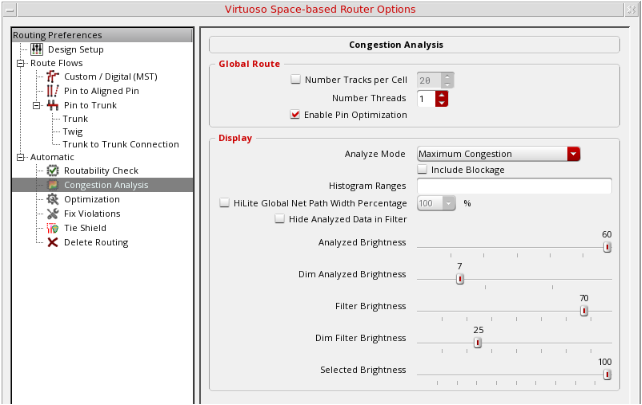 Virtuoso Space-based Router Options
Routing Preferences
Design Setup
Route Flows
Custom / Digital (MST)
Pin to Aligned Pin
Pin to Trunk
Trunk
Twig
Trunk to Trunk Connection
Automatic
Routability Check
Congestion Analysis
Optimization
Fix Violations
Tie Shield
Delete Routing
Congestion Analysis
Global Route
Number Tracks per Cell 20
Number Threads 1
Enable Pin Optimization
Display
Analyze Mode Maximum Congestion
Include Blockage
Histogram Ranges
HiLite Global Net Path Width Percentage 100 %
Hide Analyzed Data in Filter
60
Analyzed Brightness
7
Dim Analyzed Brightness
70
Filter Brightness
25
Dim Filter Brightness
100
Selected Brightness